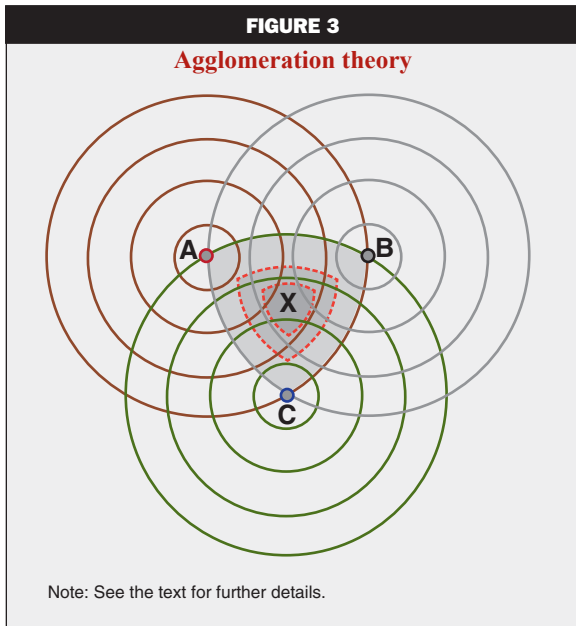 FIGURE 3
Agglomeration theory
A
B
X
C
Note: See the text for further details.